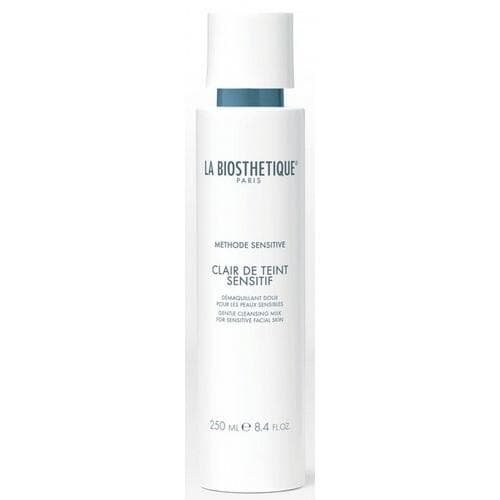 LA BIOSTHETIQUE®
PARIS
MÉTHODE SENSITIVE
CLAIR DE TEINT
SENSITIF
DÉMAQUILLANT DOUX
POUR LES PEAUX SENSIBLES
GENTLE CLEANSING MILK
FOR SENSITIVE FACIAL SKIN
250 ML ℮ 8.4 FL.OZ.